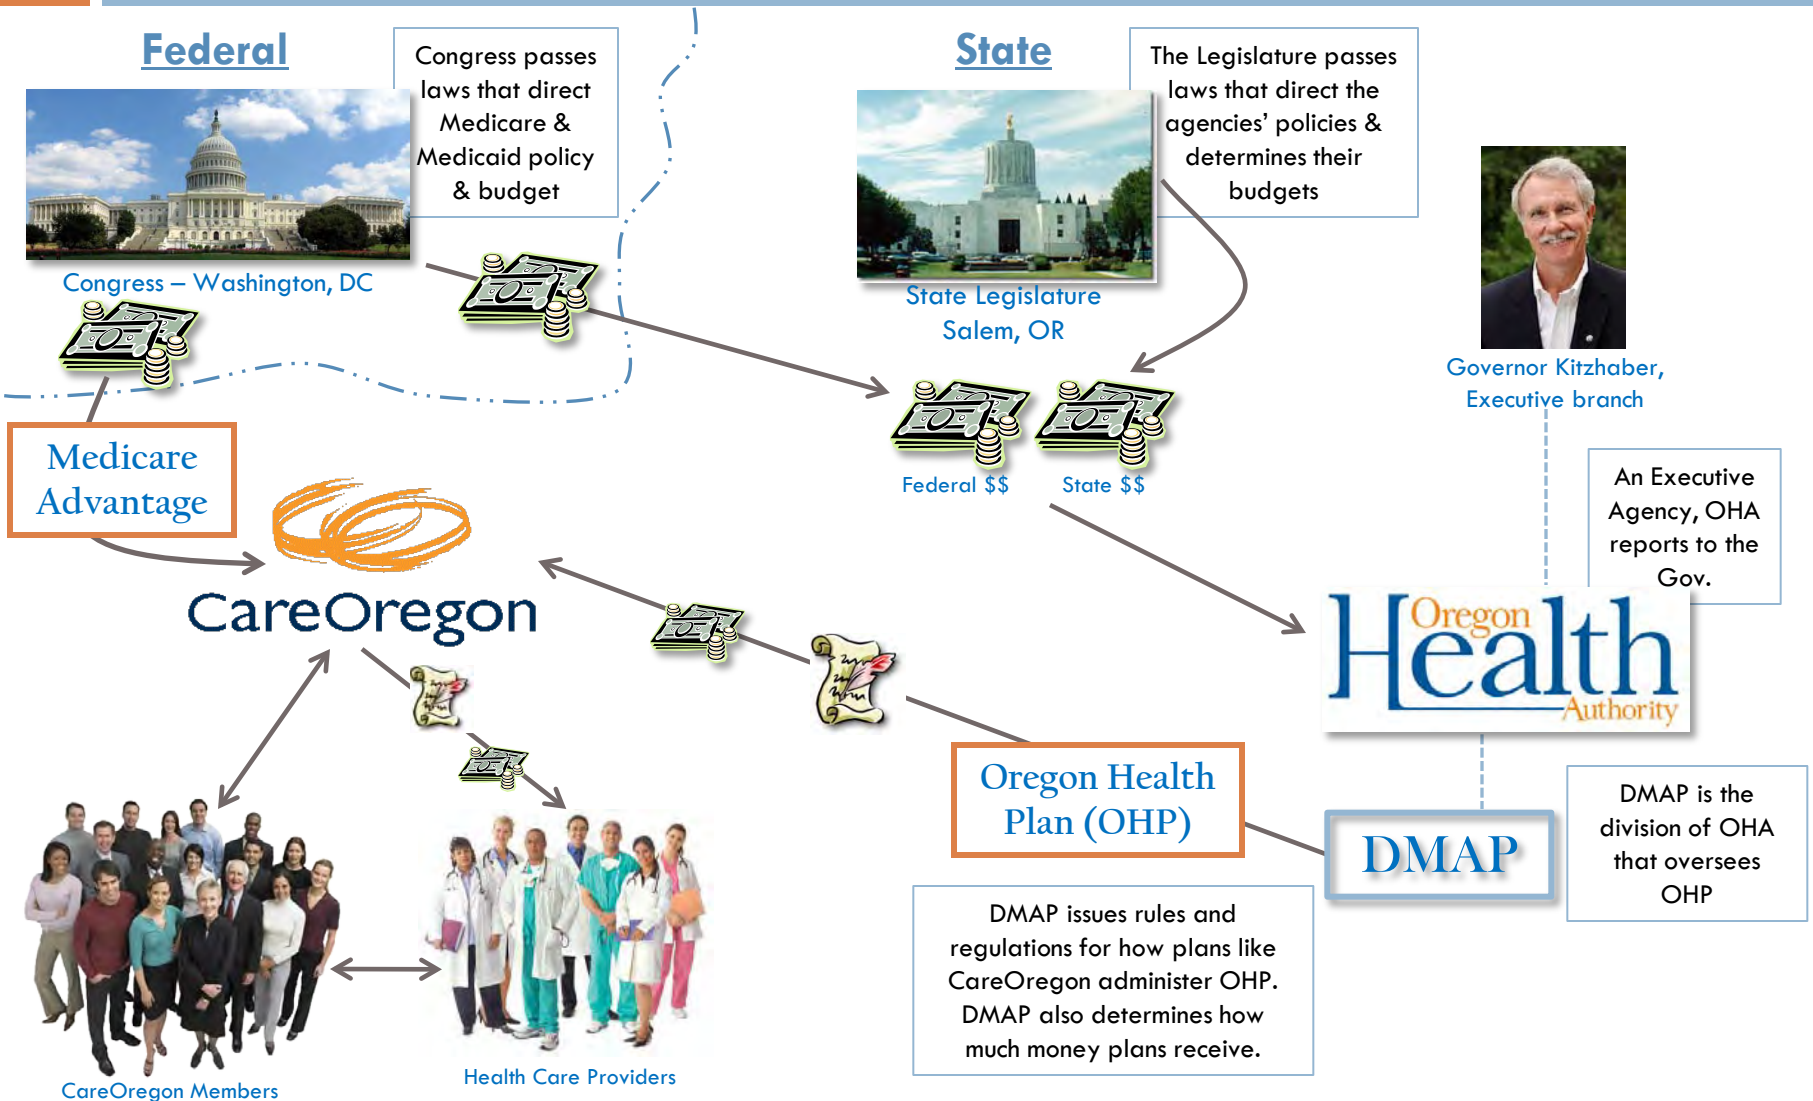 Federal
Congress passes
laws that direct
Medicare &
Medicaid policy
& budget
Congress – Washington, DC
State
The Legislature passes
laws that direct the
agencies’ policies &
determines their
budgets
State Legislature
Salem, OR
Governor Kitzhaber,
Executive branch
Federal $$
State $$
Medicare
Advantage
CareOregon
An Executive
Agency, OHA
reports to the
Gov.
Oregon
Health
Authority
Oregon Health
Plan (OHP)
DMAP
DMAP is the
division of OHA
that oversees
OHP
DMAP issues rules and
regulations for how plans like
CareOregon administer OHP.
DMAP also determines how
much money plans receive.
CareOregon Members
Health Care Providers